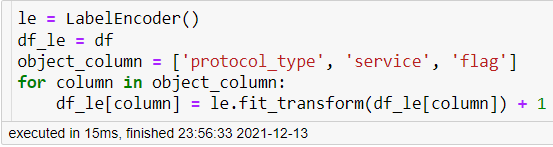 le = LabelEncoder()
df_le = df
object_column = ['protocol_type', 'service', 'flag']
for column in object_column:
    df_le[column] = le.fit_transform(df_le[column]) + 1
executed in 15ms, finished 23:56:33 2021-12-13